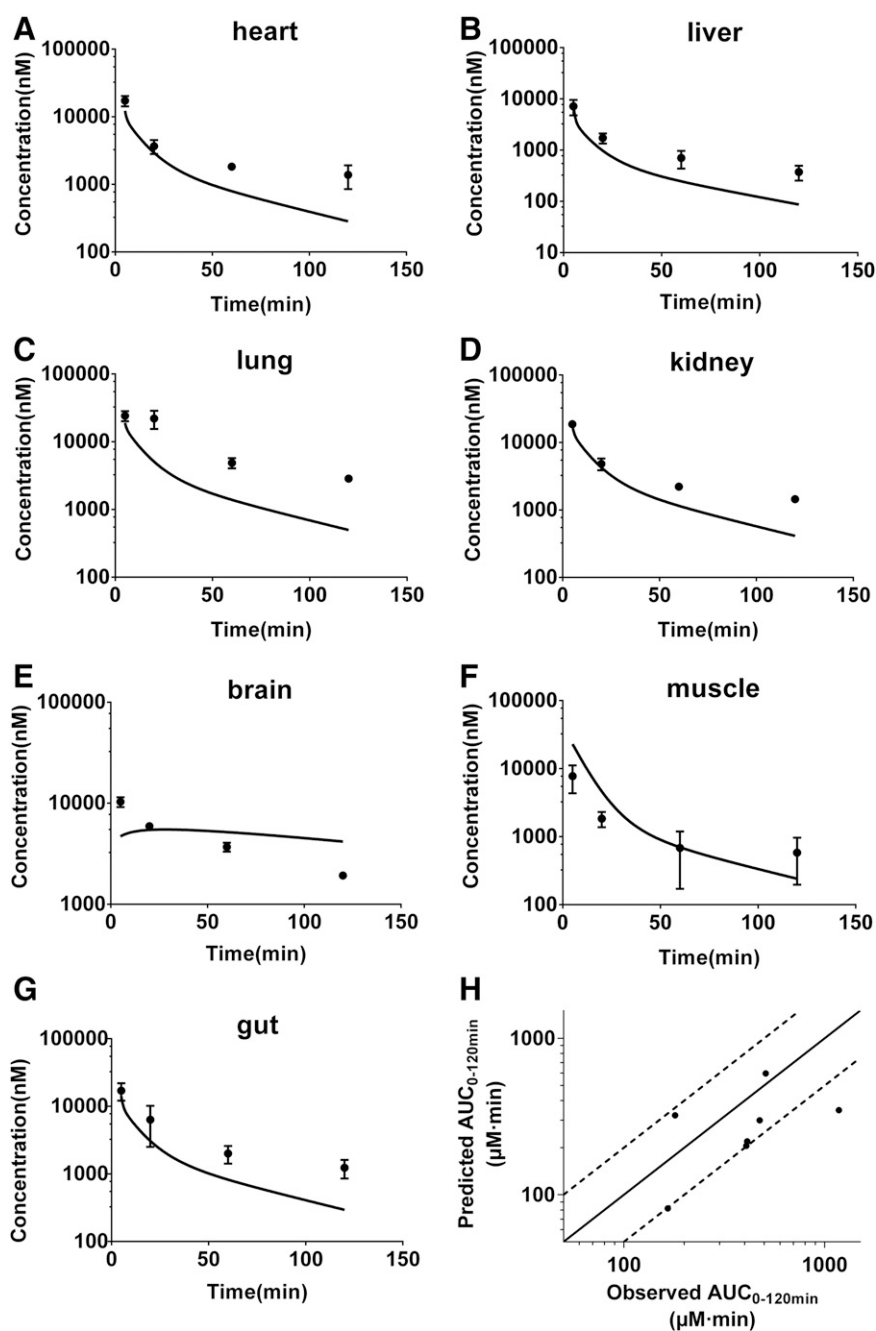 A
heart
100000
10000
1000
100
0
50
100
150
Concentration(nM)
Time(min)
B
liver
100000
10000
1000
100
10
0
50
100
150
Concentration(nM)
Time(min)
C
lung
100000
10000
1000
100
0
50
100
150
Concentration(nM)
Time(min)
D
kidney
100000
10000
1000
100
0
50
100
150
Concentration(nM)
Time(min)
E
brain
100000
10000
1000
0
50
100
150
Concentration(nM)
Time(min)
F
muscle
100000
10000
1000
100
0
50
100
150
Concentration(nM)
Time(min)
G
gut
100000
10000
1000
100
0
50
100
150
Concentration(nM)
Time(min)
H
1000
100
100
1000
Predicted AUC0-120min
(µM·min)
Observed AUC0-120min
(µM·min)